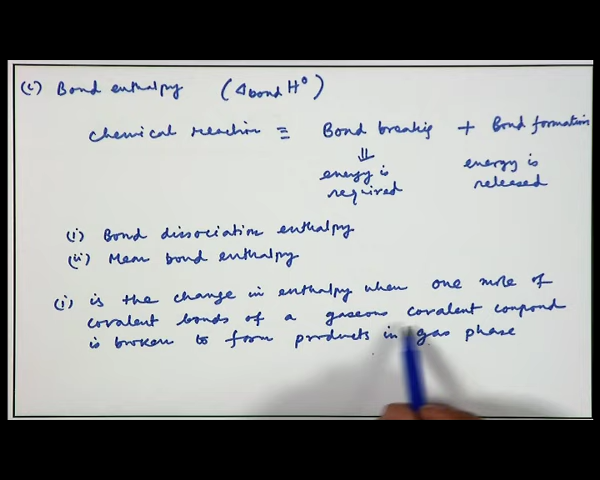 (c) Bond enthalpy (ΔbondH°)
chemical reaction ≡ Bond breakig + Bond formation
⇓
energy is required
energy is released
(i) Bond dissociation enthalpy
(ii) Mean bond enthalpy
(i) is the change in enthalpy when one mole of
covalent bonds of a gaseous covalent compound
is broken to form products in gas phase